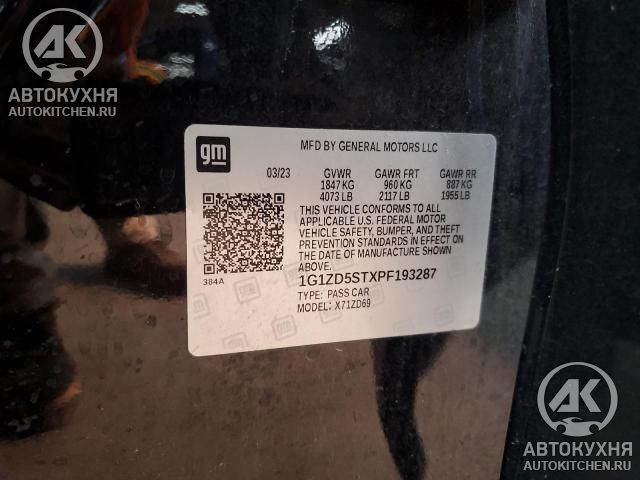 АК
АВТОКУХНЯ
AUTOKITCHEN.RU
gm
MFD BY GENERAL MOTORS LLC
03/23 GVWR GAWR FRT GAWR RR
1847 KG 960 KG 887 KG
4073 LB 2117 LB 1955 LB
THIS VEHICLE CONFORMS TO ALL
APPLICABLE U.S. FEDERAL MOTOR
VEHICLE SAFETY, BUMPER, AND THEFT
PREVENTION STANDARDS IN EFFECT ON
THE DATE OF MANUFACTURE SHOWN
ABOVE.
384A
1G1ZD5STXPF193287
TYPE: PASS CAR
MODEL: X71ZD69
АК
АВТОКУХНЯ
AUTOKITCHEN.RU